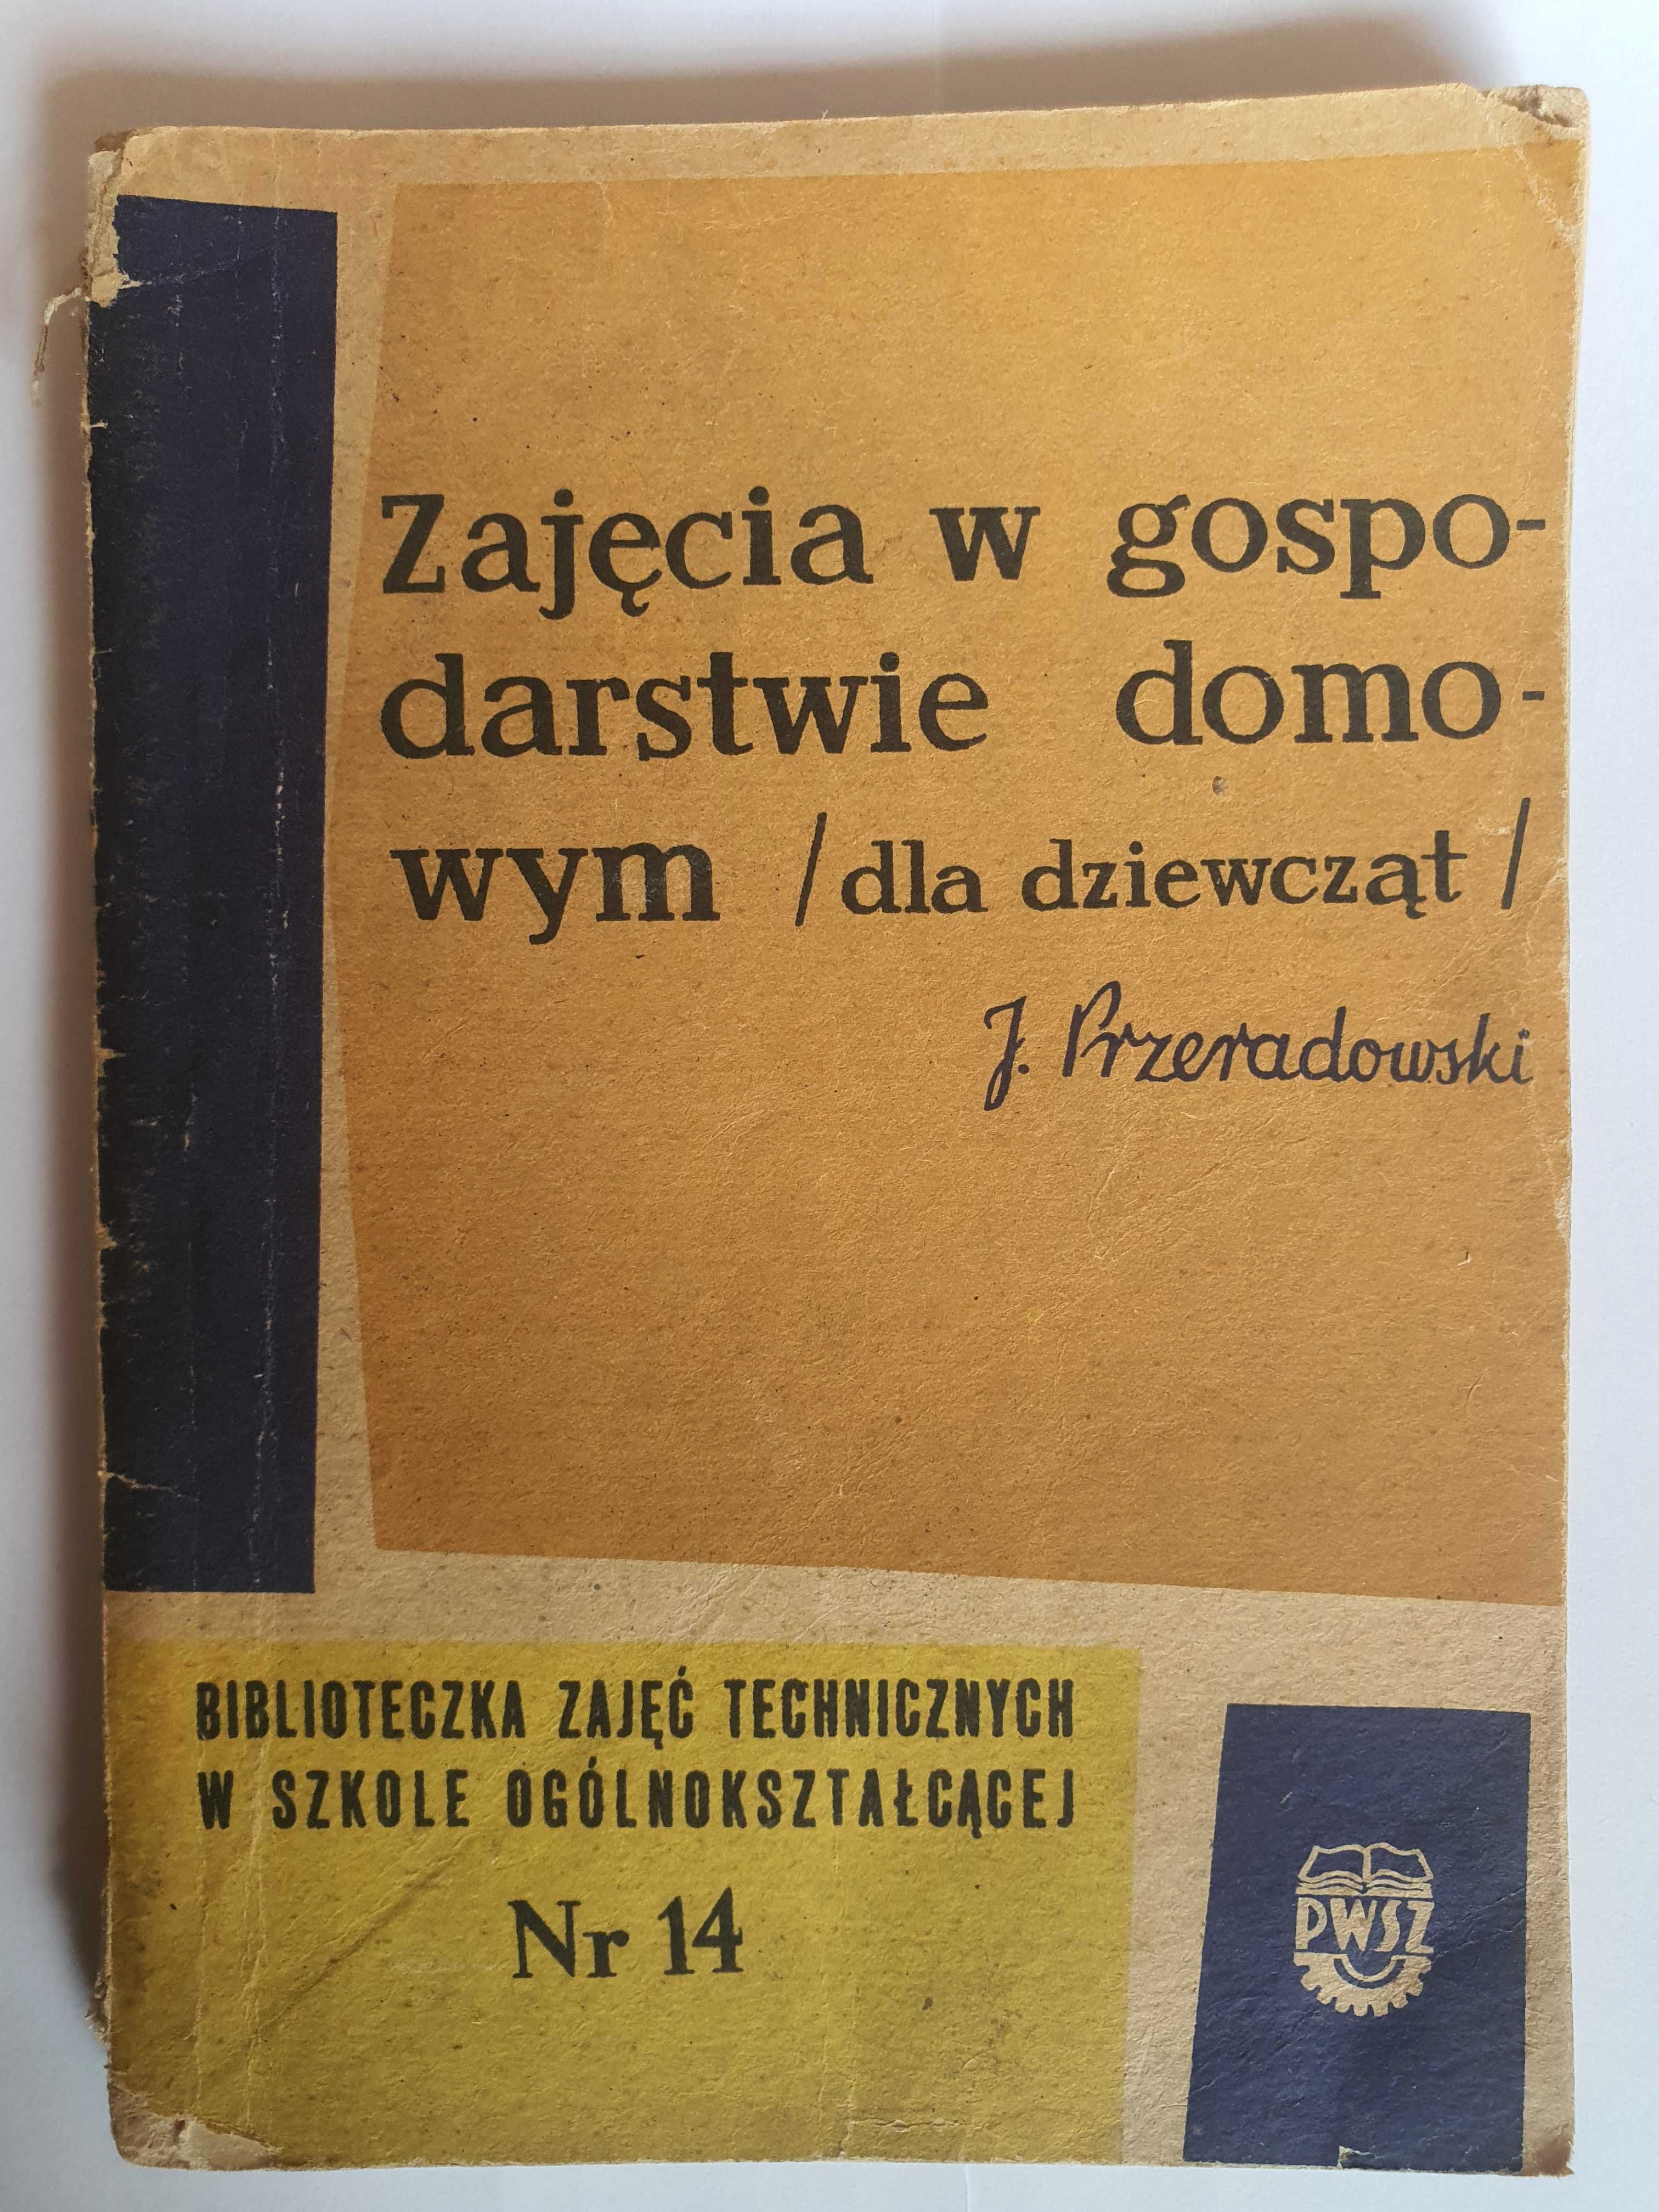 Zajęcia w gospo-
darstwie domo-
wym /dla dziewcząt/
J. Przeradowski
BIBLIOTECZKA ZAJĘĆ TECHNICZNYCH
W SZKOLE OGÓLNOKSZTAŁCĄCEJ
Nr 14
PWSZ